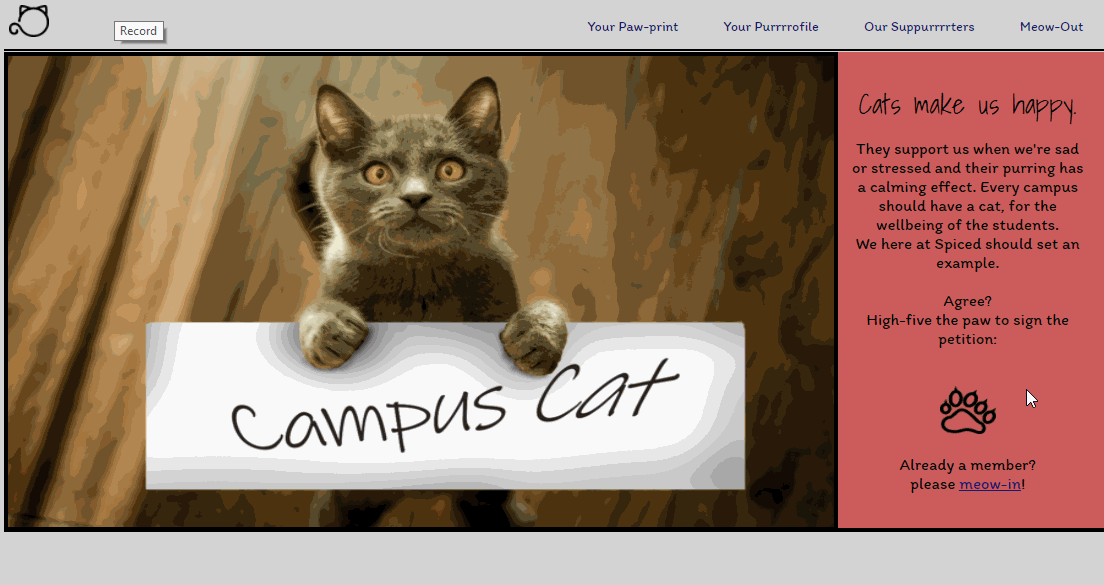 Record
Your Paw-print
Your Purrrrofile
Our Suppurrrrters
Meow-Out
Campus Cat
Cats make us happy.
They support us when we're sad
or stressed and their purring has
a calming effect. Every campus
should have a cat, for the
wellbeing of the students.
We here at Spiced should set an
example.
Agree?
High-five the paw to sign the
petition:
Already a member?
please meow-in!